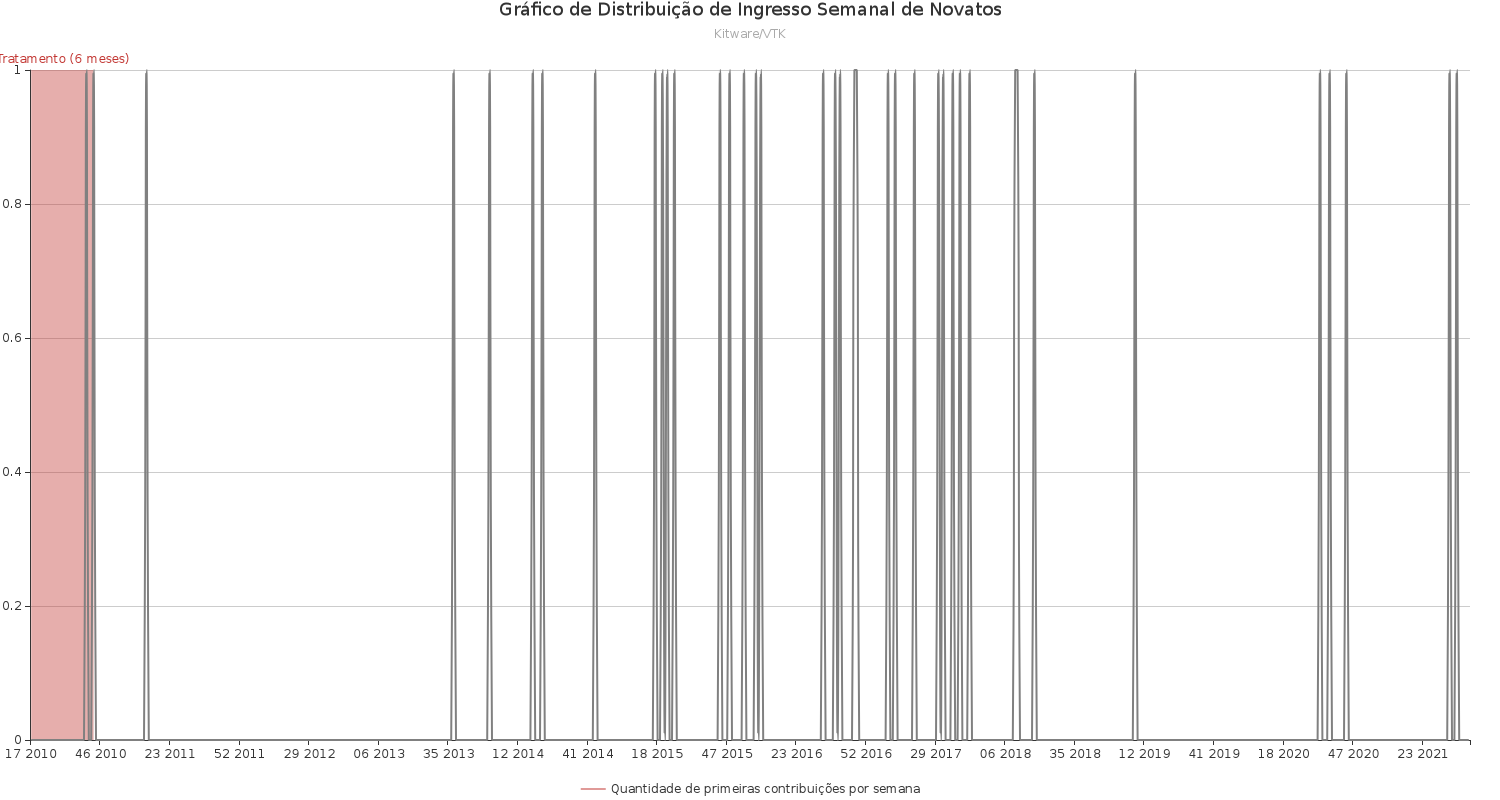 Gráfico de Distribuição de Ingresso Semanal de Novatos
Kitware/VTK
Tratamento (6 meses)
1
0.8
0.6
0.4
0.2
0
17 2010 46 2010 23 2011 52 2011 29 2012 06 2013 35 2013 12 2014 41 2014 18 2015 47 2015 23 2016 52 2016 29 2017 06 2018 35 2018 12 2019 41 2019 18 2020 47 2020 23 2021
Quantidade de primeiras contribuições por semana